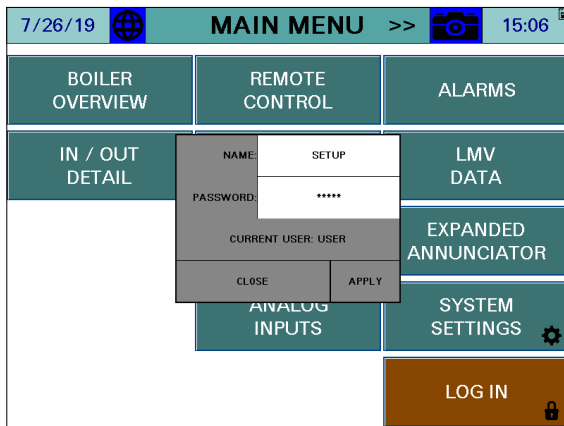 7/26/19 MAIN MENU >> 15:06
BOILER
OVERVIEW
REMOTE
CONTROL
ALARMS
IN / OUT
DETAIL
LMV
DATA
NAME: SETUP
PASSWORD: *****
CURRENT USER: USER
CLOSE APPLY
EXPANDED
ANNUNCIATOR
ANALOG
INPUTS
SYSTEM
SETTINGS
LOG IN